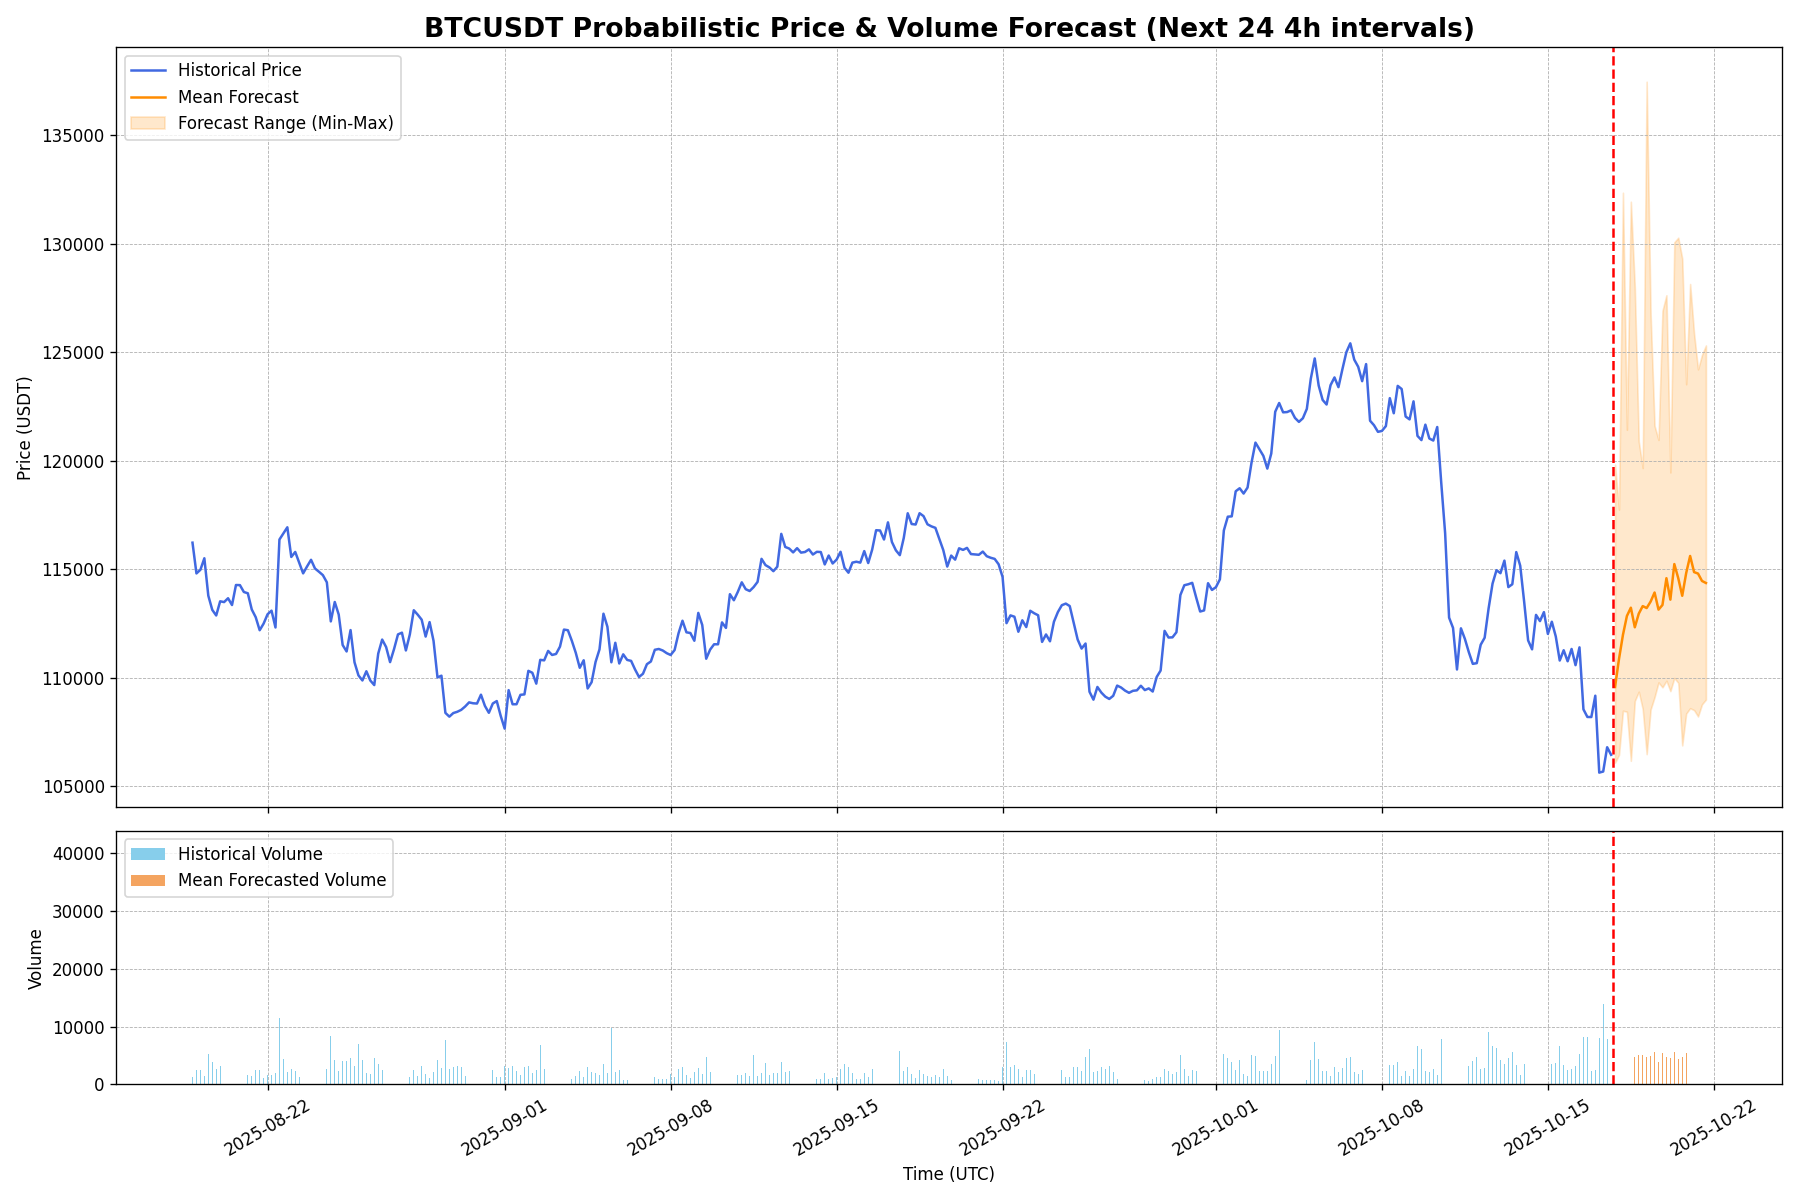 BTCUSDT Probabilistic Price & Volume Forecast (Next 24 4h intervals)
Historical Price
Mean Forecast
Forecast Range (Min-Max)
135000
130000
125000
120000
115000
110000
105000
Price (USDT)
Historical Volume
Mean Forecasted Volume
40000
30000
20000
10000
0
Volume
2025-08-22
2025-09-01
2025-09-08
2025-09-15
2025-09-22
2025-10-01
2025-10-08
2025-10-15
2025-10-22
Time (UTC)